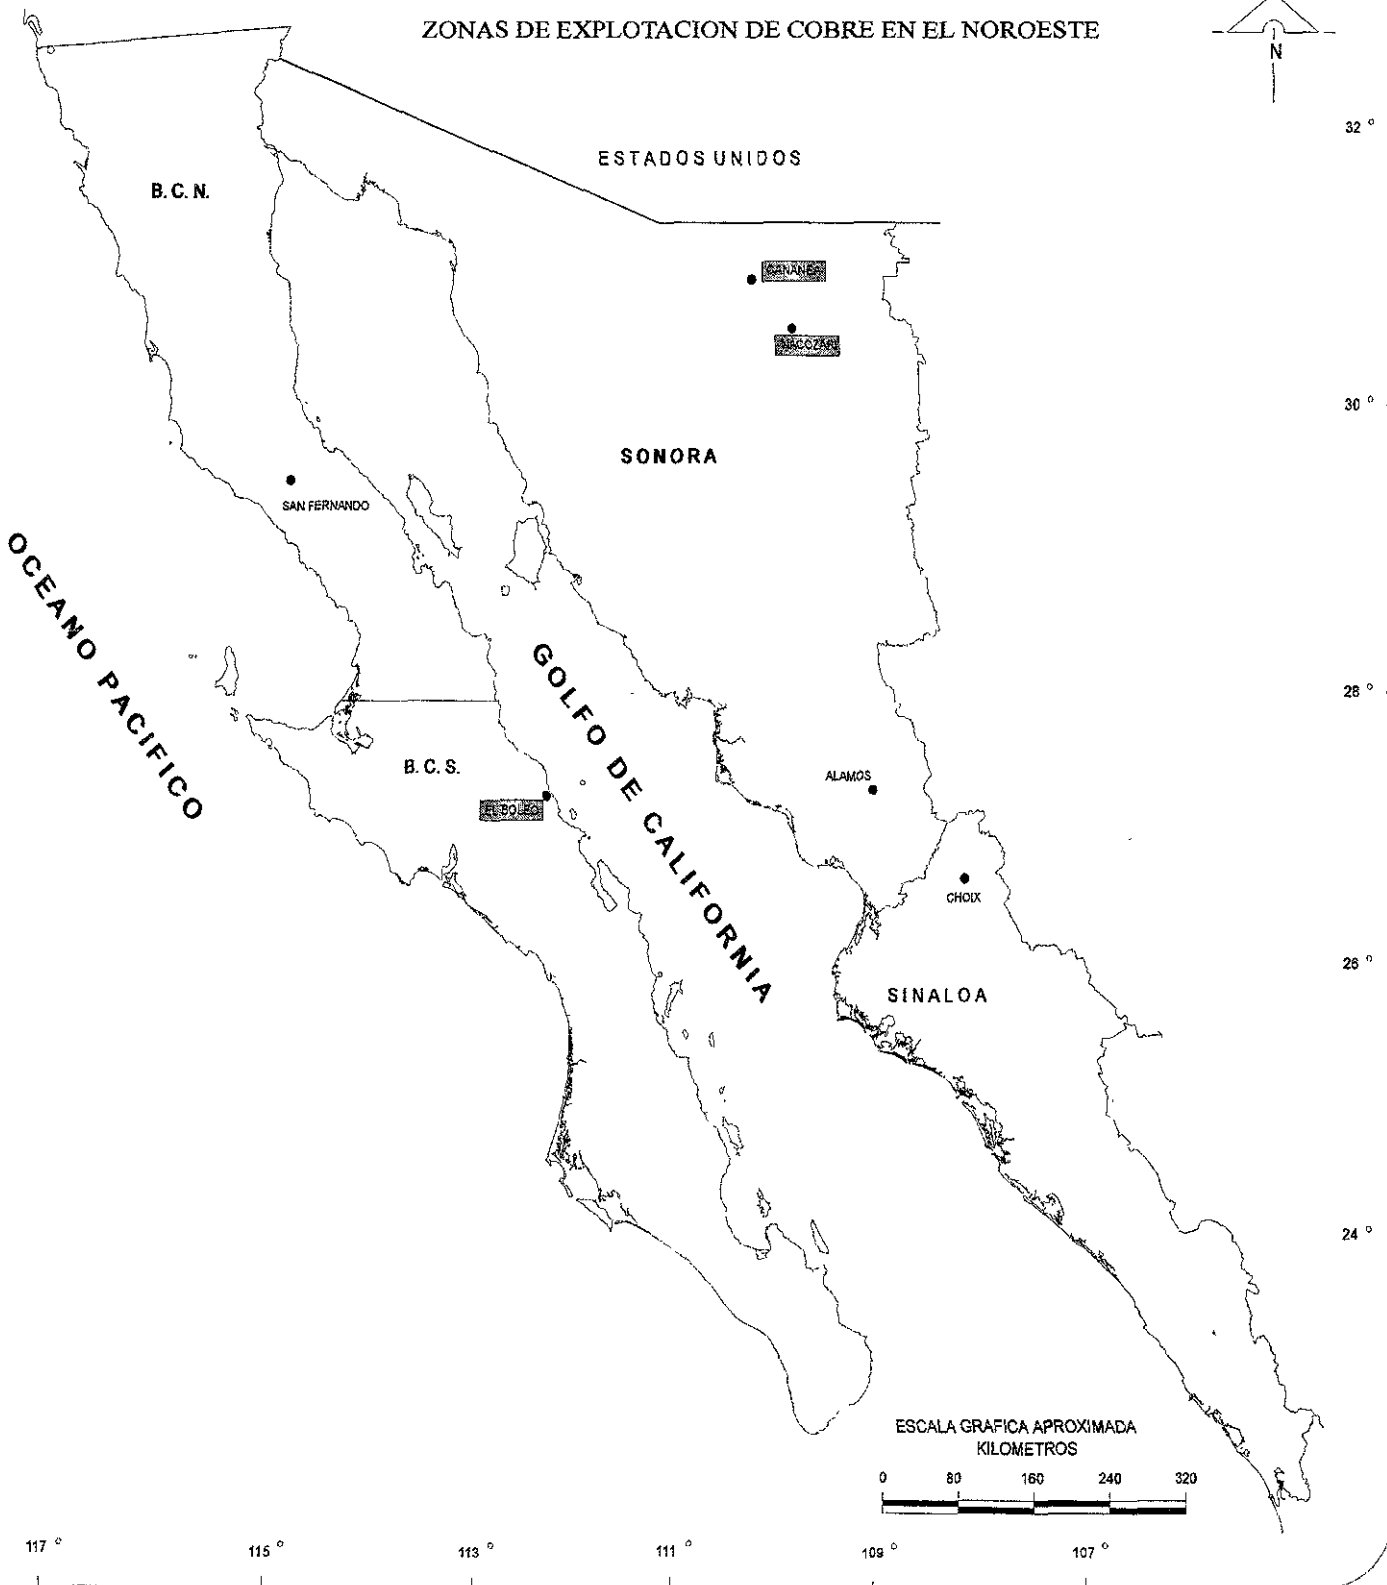 ZONAS DE EXPLOTACION DE COBRE EN EL NOROESTE
N
32 °
ESTADOS UNIDOS
B. C. N.
CANANEA
NACOZARI
30 °
SONORA
SAN FERNANDO
OCEANO PACIFICO
GOLFO DE CALIFORNIA
28 °
B. C. S.
ALAMOS
EL BOLEO
CHOIX
26 °
SINALOA
24 °
ESCALA GRAFICA APROXIMADA
KILOMETROS
0 80 160 240 320
117 ° 115 ° 113 ° 111 ° 109 ° 107 °